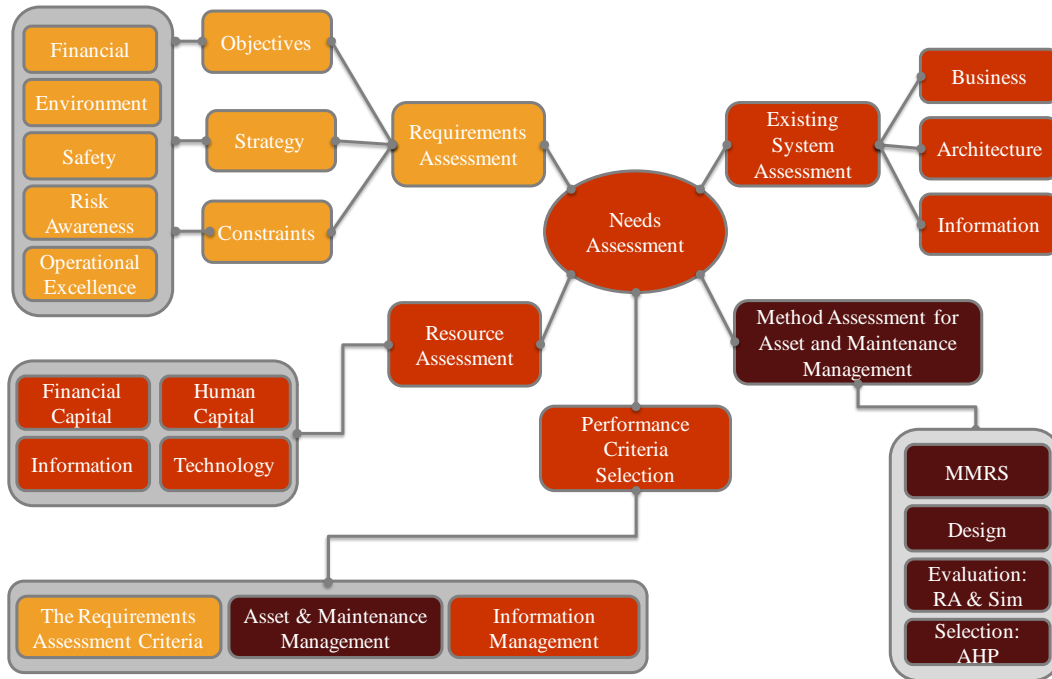 Financial
Environment
Safety
Risk
Awareness
Operational
Excellence
Objectives
Strategy
Constraints
Requirements
Assessment
Needs
Assessment
Existing
System
Assessment
Business
Architecture
Information
Resource
Assessment
Financial
Capital
Human
Capital
Information
Technology
Performance
Criteria
Selection
Method Assessment for
Asset and Maintenance
Management
MMRS
Design
Evaluation:
RA & Sim
Selection:
AHP
The Requirements
Assessment Criteria
Asset & Maintenance
Management
Information
Management